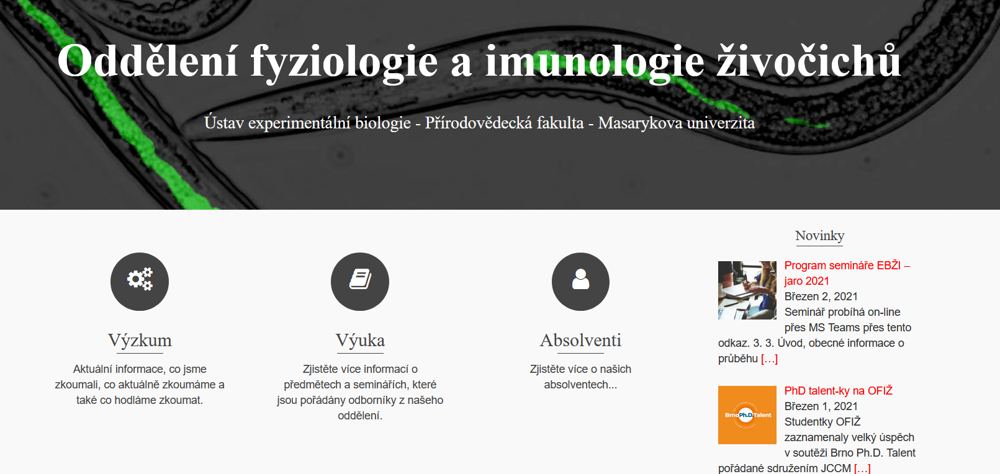 Oddělení fyziologie a imunologie živočichů
Ústav experimentální biologie - Přírodovědecká fakulta - Masarykova univerzita
Výzkum
Aktuální informace, co jsme
zkoumali, co aktuálně zkoumáme a
také co hodláme zkoumat.
Výuka
Zjistěte více informací o
předmětech a seminářích, které
jsou pořádány odborníky z našeho
oddělení.
Absolventi
Zjistěte více o našich
absolventech...
Novinky
Program semináře EBŽI –
jaro 2021
Březen 2, 2021
Seminář probíhá on-line
přes MS Teams přes tento
odkaz. 3. 3. Úvod, obecné informace o
průběhu [...]
BrnoPh.D.Talent
PhD talent-ky na OFIŽ
Březen 1, 2021
Studentky OFIŽ
zaznamenaly velký úspěch
v soutěži Brno Ph.D. Talent
pořádané sdružením JCCM [...]